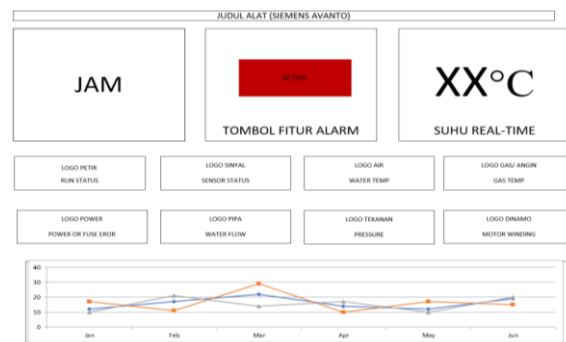 JUDUL ALAT (SIEMENS AVANTO)
JAM
ACTIVE
TOMBOL FITUR ALARM
XX°C
SUHU REAL-TIME
LOGO PETIR
RUN STATUS
LOGO SINYAL
SENSOR STATUS
LOGO AIR
WATER TEMP
LOGO GAS/ ANGIN
GAS TEMP
LOGO POWER
POWER OR FUSE EROR
LOGO PIPA
WATER FLOW
LOGO TEKANAN
PRESSURE
LOGO DINAMO
MOTOR WINDING
40
30
20
10
0
Jan Feb Mar Apr May Jun